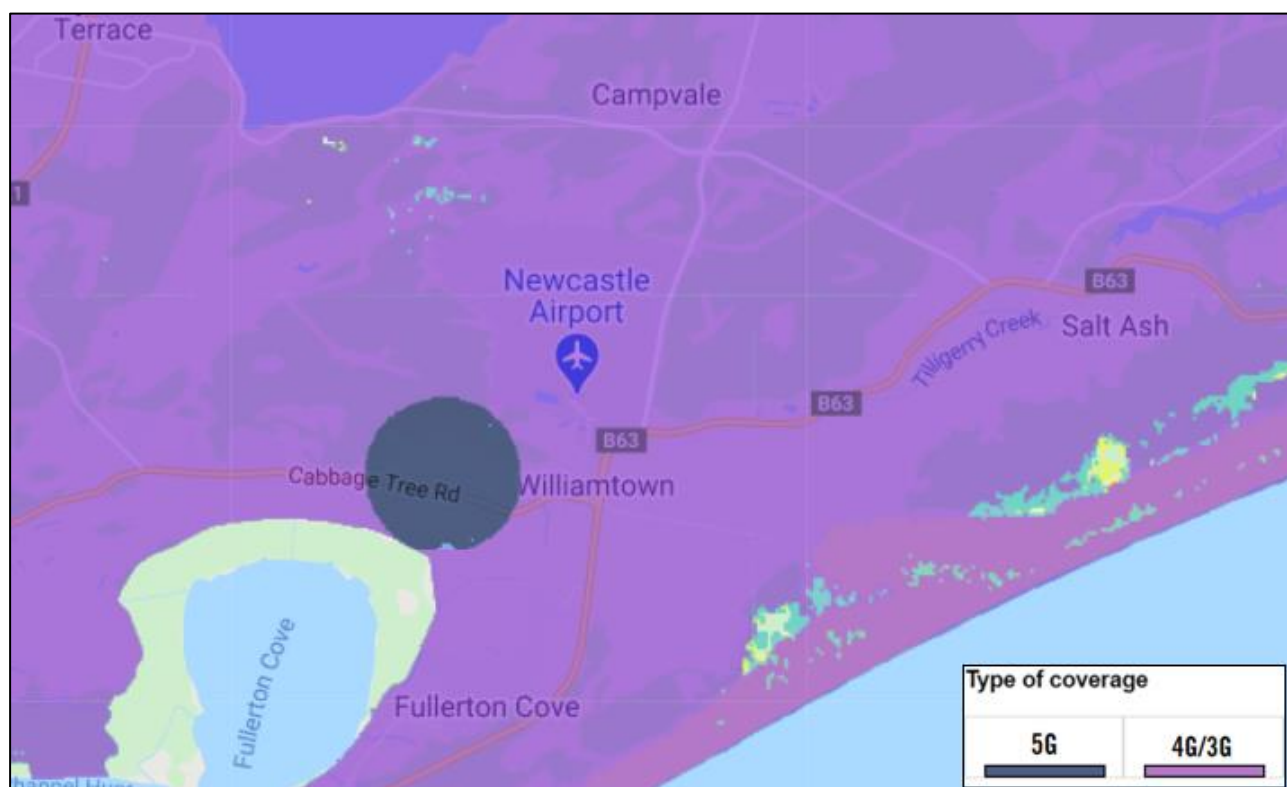 Terrace
Campvale
1
Newcastle
Airport
B63
Salt Ash
Tilligerry Creek
B63
B63
Cabbage Tree Rd
Williamtown
Fullerton Cove
Fullerton Cove
Type of coverage
5G
4G/3G